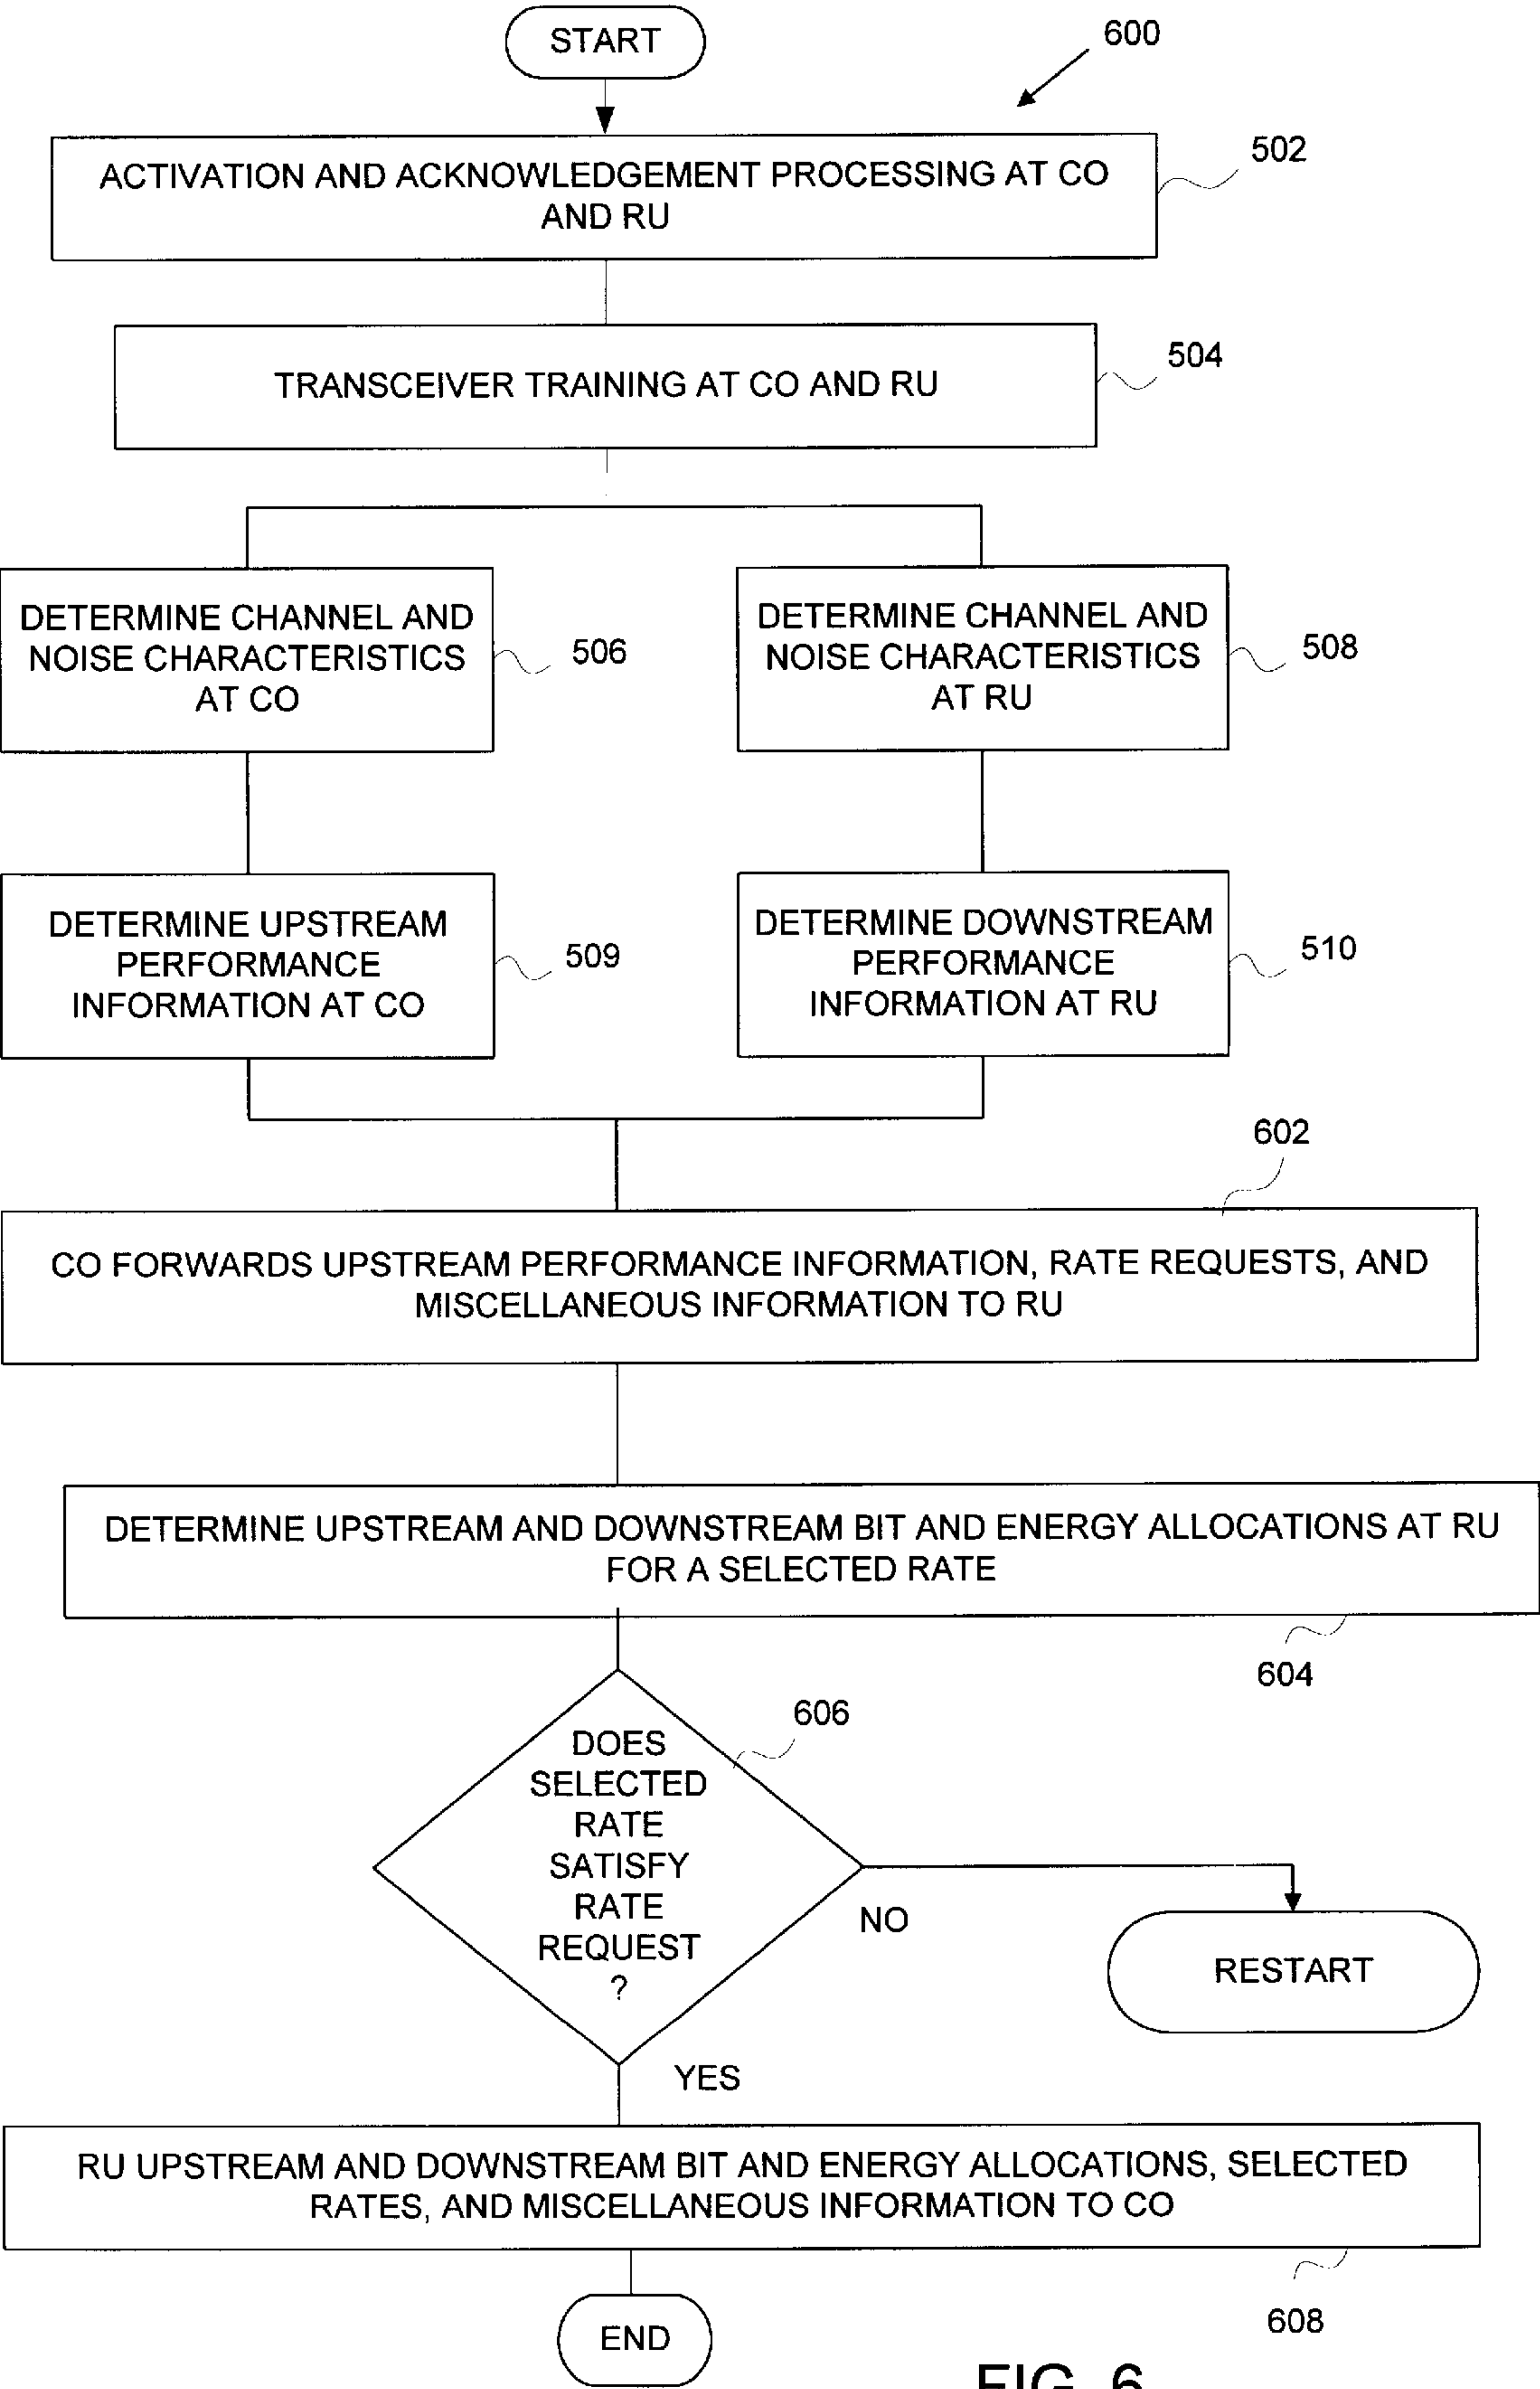 START
600
ACTIVATION AND ACKNOWLEDGEMENT PROCESSING AT CO
AND RU
502
TRANSCEIVER TRAINING AT CO AND RU
504
DETERMINE CHANNEL AND
NOISE CHARACTERISTICS
AT CO
506
DETERMINE CHANNEL AND
NOISE CHARACTERISTICS
AT RU
508
DETERMINE UPSTREAM
PERFORMANCE
INFORMATION AT CO
509
DETERMINE DOWNSTREAM
PERFORMANCE
INFORMATION AT RU
510
602
CO FORWARDS UPSTREAM PERFORMANCE INFORMATION, RATE REQUESTS, AND
MISCELLANEOUS INFORMATION TO RU
DETERMINE UPSTREAM AND DOWNSTREAM BIT AND ENERGY ALLOCATIONS AT RU
FOR A SELECTED RATE
604
606
DOES
SELECTED
RATE
SATISFY
RATE
REQUEST
?
NO
RESTART
YES
RU UPSTREAM AND DOWNSTREAM BIT AND ENERGY ALLOCATIONS, SELECTED
RATES, AND MISCELLANEOUS INFORMATION TO CO
608
END
FIG. 6